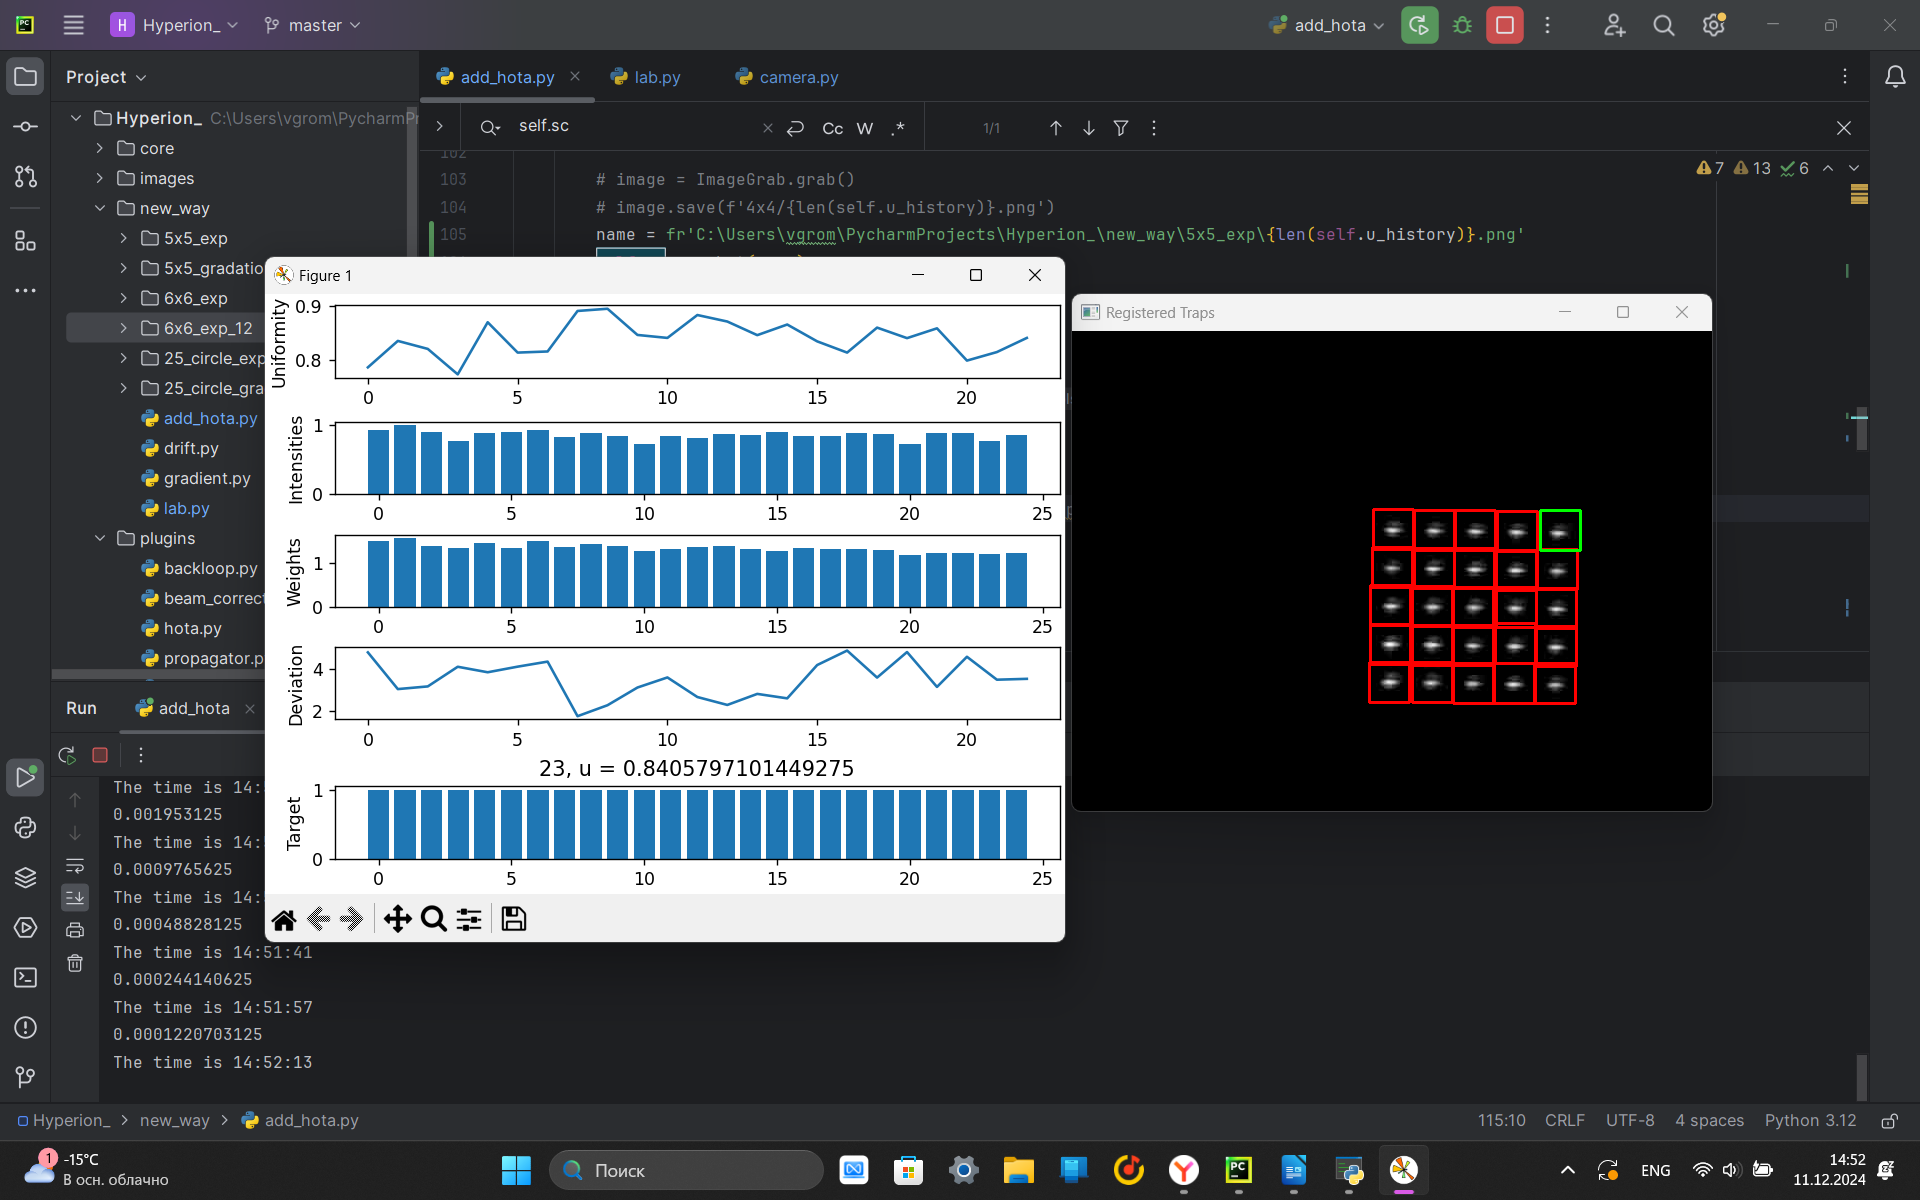 H Hyperion_ master add_hota
Project
add_hota.py lab.py camera.py
Hyperion_ C:\Users\vgrom\PycharmPr
core
images
new_way
5x5_exp
5x5_gradatio
6x6_exp
6x6_exp_12
25_circle_exp
25_circle_gra
add_hota.py
drift.py
gradient.py
lab.py
plugins
backloop.py
beam_correct
hota.py
propagator.p
self.sc Cc W .* 1/1
7 13 6
102
103 # image = ImageGrab.grab()
104 # image.save(f'4x4/{len(self.u_history)}.png')
105 name = fr'C:\Users\vgrom\PycharmProjects\Hyperion_\new_way\5x5_exp\{len(self.u_history)}.png'
Figure 1
Uniformity
0.9
0.8
0 5 10 15 20
Intensities
1
0
0 5 10 15 20 25
Weights
1
0
0 5 10 15 20 25
Deviation
4
2
0 5 10 15 20
23, u = 0.8405797101449275
Target
1
0
0 5 10 15 20 25
Registered Traps
Run add_hota
The time is 14:
0.001953125
The time is 14:
0.0009765625
The time is 14:
0.00048828125
The time is 14:51:41
0.000244140625
The time is 14:51:57
0.0001220703125
The time is 14:52:13
Hyperion_ new_way add_hota.py
115:10 CRLF UTF-8 4 spaces Python 3.12
1
-15°C
В осн. облачно
Поиск
PC
ENG
14:52
11.12.2024